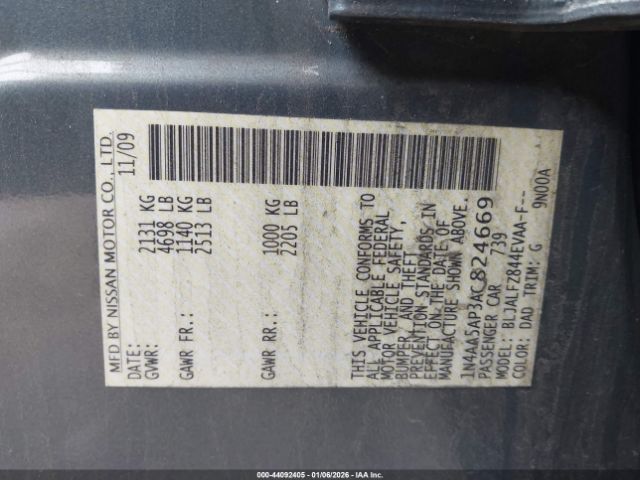 MFD BY NISSAN MOTOR CO., LTD.
DATE: 11/09
GVWR: 2131 KG
4698 LB
GAWR FR: 1140 KG
2513 LB
GAWR RR: 1000 KG
2205 LB
THIS VEHICLE CONFORMS TO
ALL APPLICABLE FEDERAL
MOTOR VEHICLE SAFETY,
BUMPER, AND THEFT
PREVENTION STANDARDS IN
EFFECT ON THE DATE OF
MANUFACTURE SHOWN ABOVE.
1N4AA5AP3AC824669
PASSENGER CAR 739
MODEL: BLJALFZ844EVAA-F--
COLOR: DAD TRIM: G 9N00A
000-44092405 | 01/06/2026 | IAAI, Inc.